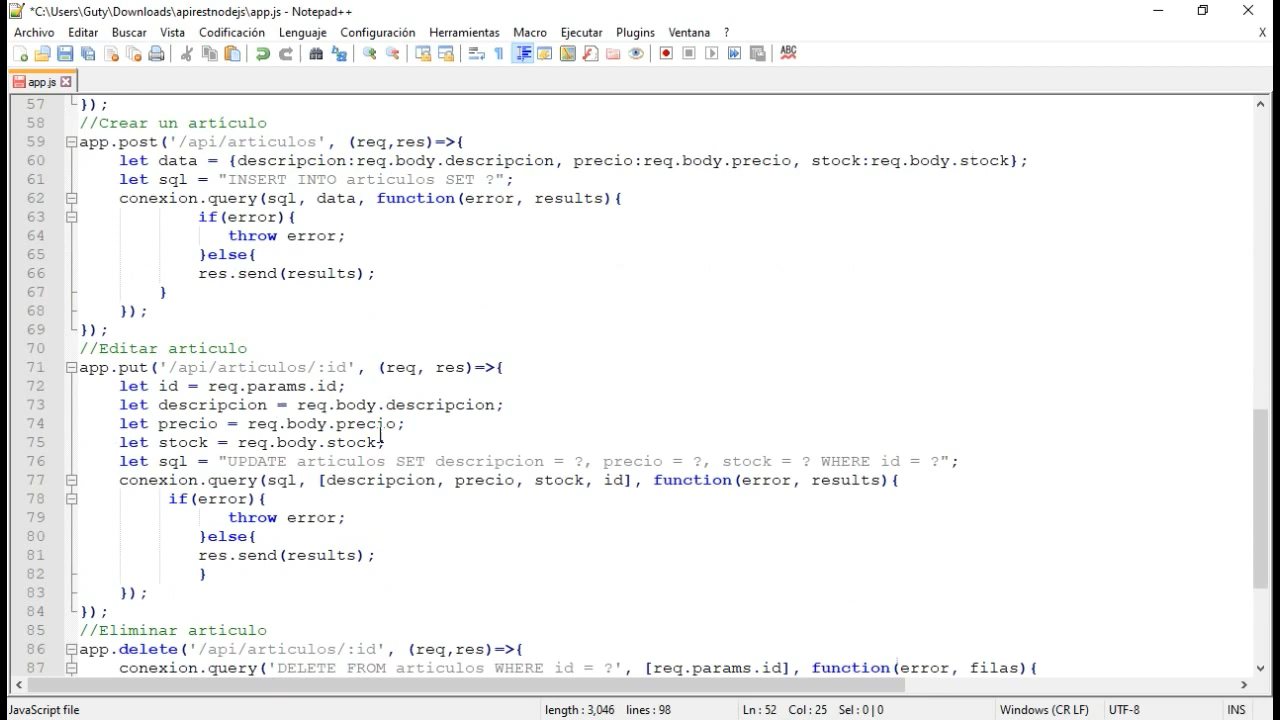 *C:\Users\Guty\Downloads\apirestnodejs\app.js - Notepad++
Archivo Editar Buscar Vista Codificación Lenguaje Configuración Herramientas Macro Ejecutar Plugins Ventana ? X
ABC
app.js
57 });
58 //Crear un artículo
59 app.post('/api/articulos', (req,res)=>{
60 let data = {descripcion:req.body.descripcion, precio:req.body.precio, stock:req.body.stock};
61 let sql = "INSERT INTO articulos SET ?";
62 conexion.query(sql, data, function(error, results){
63 if(error){
64 throw error;
65 }else{
66 res.send(results);
67 }
68 });
69 });
70 //Editar articulo
71 app.put('/api/articulos/:id', (req, res)=>{
72 let id = req.params.id;
73 let descripcion = req.body.descripcion;
74 let precio = req.body.precio;
75 let stock = req.body.stock;
76 let sql = "UPDATE articulos SET descripcion = ?, precio = ?, stock = ? WHERE id = ?";
77 conexion.query(sql, [descripcion, precio, stock, id], function(error, results){
78 if(error){
79 throw error;
80 }else{
81 res.send(results);
82 }
83 });
84 });
85 //Eliminar articulo
86 app.delete('/api/articulos/:id', (req,res)=>{
87 conexion.query('DELETE FROM articulos WHERE id = ?', [req.params.id], function(error, filas){
JavaScript file length : 3,046 lines : 98 Ln : 52 Col : 25 Sel : 0 | 0 Windows (CR LF) UTF-8 INS